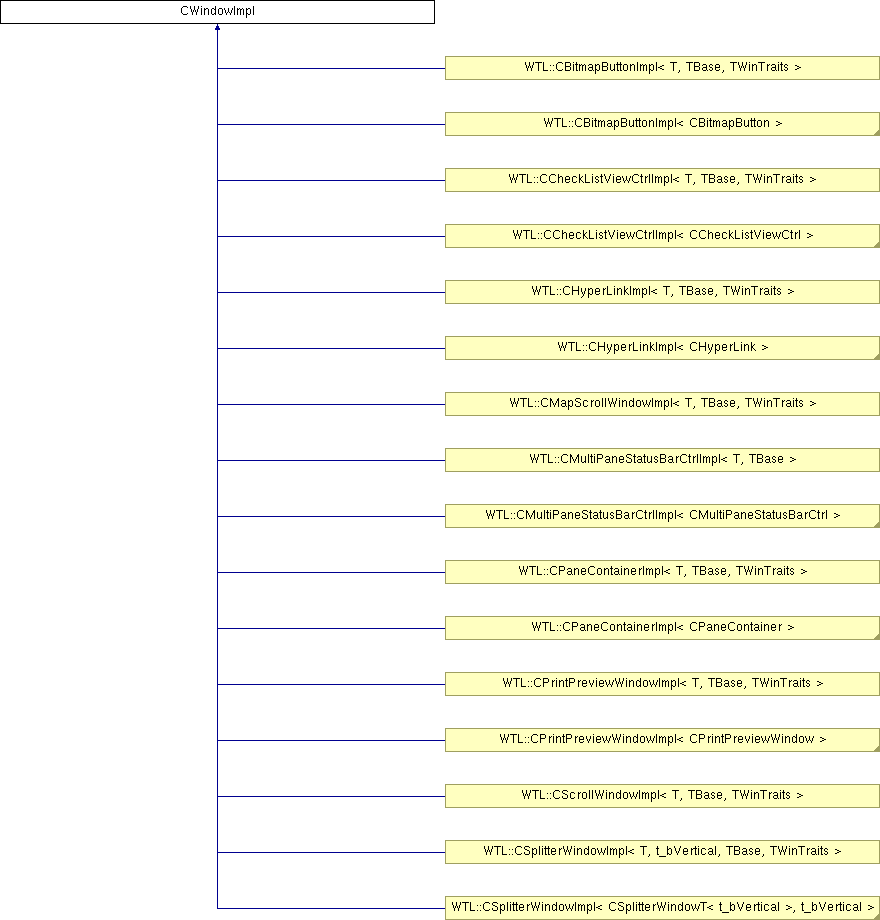 CWindowImpl
WTL::CBitmapButtonImpl< T, TBase, TWinTraits >
WTL::CBitmapButtonImpl< CBitmapButton >
WTL::CCheckListViewCtrlImpl< T, TBase, TWinTraits >
WTL::CCheckListViewCtrlImpl< CCheckListViewCtrl >
WTL::CHyperLinkImpl< T, TBase, TWinTraits >
WTL::CHyperLinkImpl< CHyperLink >
WTL::CMapScrollWindowImpl< T, TBase, TWinTraits >
WTL::CMultiPaneStatusBarCtrlImpl< T, TBase >
WTL::CMultiPaneStatusBarCtrlImpl< CMultiPaneStatusBarCtrl >
WTL::CPaneContainerImpl< T, TBase, TWinTraits >
WTL::CPaneContainerImpl< CPaneContainer >
WTL::CPrintPreviewWindowImpl< T, TBase, TWinTraits >
WTL::CPrintPreviewWindowImpl< CPrintPreviewWindow >
WTL::CScrollWindowImpl< T, TBase, TWinTraits >
WTL::CSplitterWindowImpl< T, t_bVertical, TBase, TWinTraits >
WTL::CSplitterWindowImpl< CSplitterWindowT< t_bVertical >, t_bVertical >